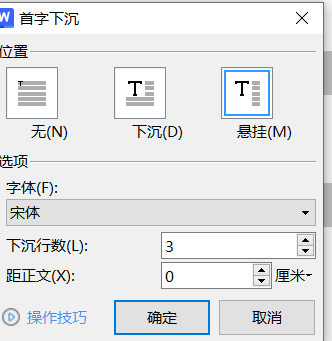 W 首字下沉
位置
无(N) 下沉(D) 悬挂(M)
选项
字体(F):
宋体
下沉行数(L): 3
距正文(X): 0 厘米
操作技巧 确定 取消